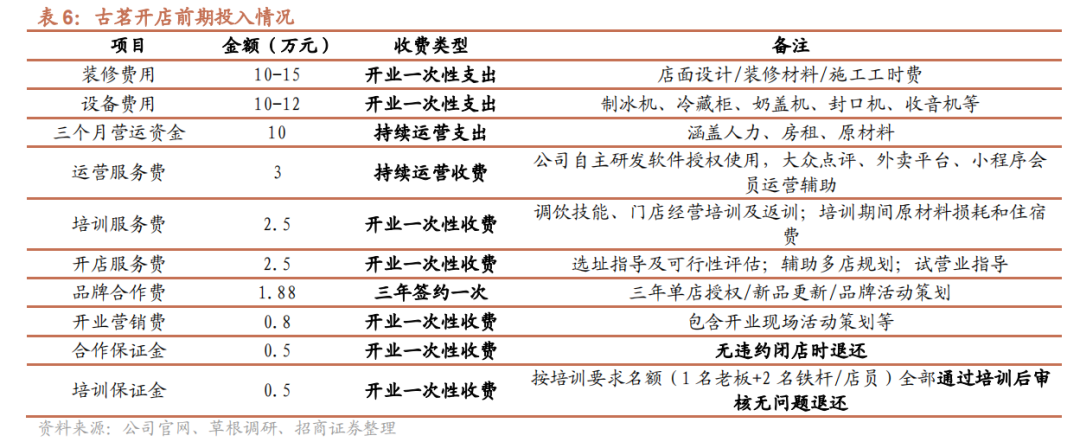 表 6：古茗开店前期投入情况
项目 金额（万元） 收费类型 备注
装修费用 10-15 开业一次性支出 店面设计/装修材料/施工工时费
设备费用 10-12 开业一次性支出 制冰机、冷藏柜、奶盖机、封口机、收音机等
三个月营运资金 10 持续运营支出 涵盖人力、房租、原材料
运营服务费 3 持续运营收费 公司自主研发软件授权使用，大众点评、外卖平台、小程序会
员运营辅助
培训服务费 2.5 开业一次性收费 调饮技能、门店经营培训及返训；培训期间原材料损耗和住宿
费
开店服务费 2.5 开业一次性收费 选址指导及可行性评估；辅助多店规划；试营业指导
品牌合作费 1.88 三年签约一次 三年单店授权/新品更新/品牌活动策划
开业营销费 0.8 开业一次性收费 包含开业现场活动策划等
合作保证金 0.5 开业一次性收费 无违约闭店时退还
培训保证金 0.5 开业一次性收费 按培训要求名额（1 名老板+2 名铁杆/店员）全部通过培训后审
核无问题退还
资料来源：公司官网、草根调研、招商证券整理